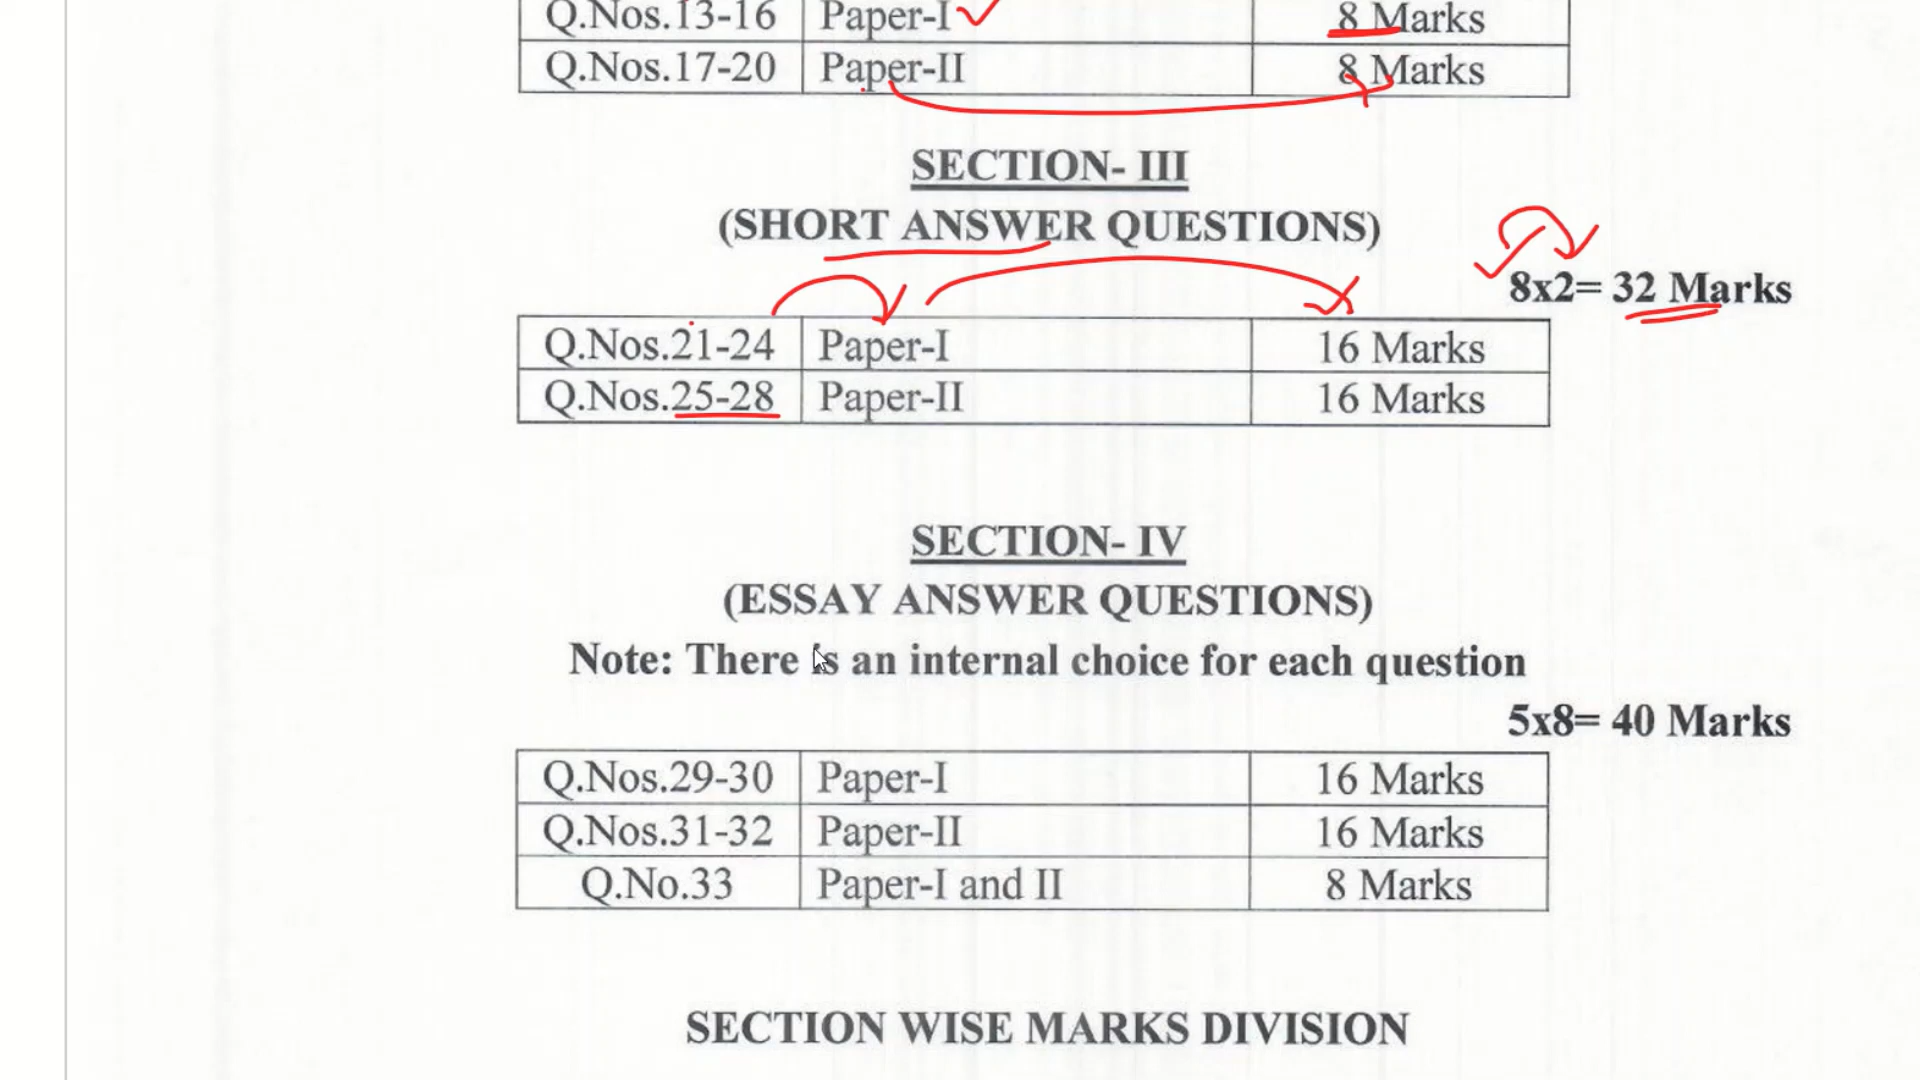 Q.Nos.13-16 Paper-I 8 Marks
Q.Nos.17-20 Paper-II 8 Marks
SECTION- III
(SHORT ANSWER QUESTIONS)
8x2= 32 Marks
Q.Nos.21-24 Paper-I 16 Marks
Q.Nos.25-28 Paper-II 16 Marks
SECTION- IV
(ESSAY ANSWER QUESTIONS)
Note: There is an internal choice for each question
5x8= 40 Marks
Q.Nos.29-30 Paper-I 16 Marks
Q.Nos.31-32 Paper-II 16 Marks
Q.No.33 Paper-I and II 8 Marks
SECTION WISE MARKS DIVISION